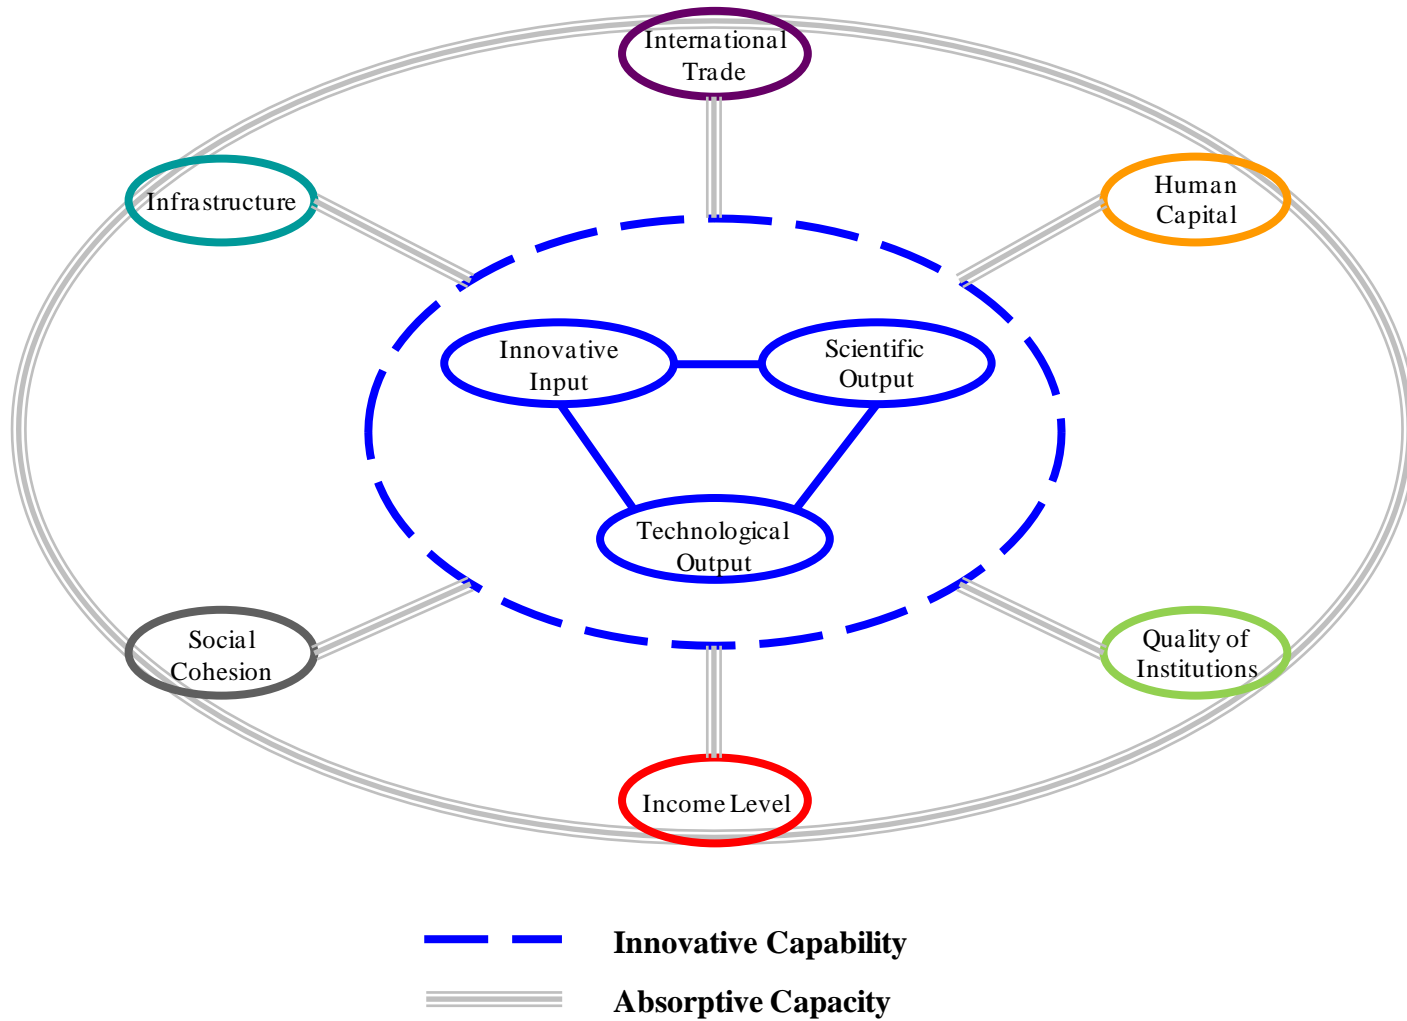 International
Trade
Infrastructure
Human
Capital
Innovative
Input
Scientific
Output
Technological
Output
Social
Cohesion
Quality of
Institutions
Income Level
Innovative Capability
Absorptive Capacity